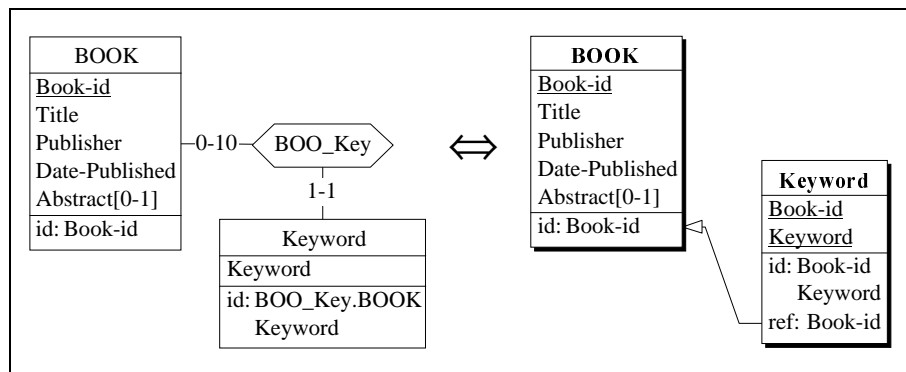 BOOK
Book-id
Title
Publisher
Date-Published
Abstract[0-1]
id: Book-id
0-10
BOO_Key
1-1
Keyword
Keyword
id: BOO_Key.BOOK
Keyword
⇔
BOOK
Book-id
Title
Publisher
Date-Published
Abstract[0-1]
id: Book-id
Keyword
Book-id
Keyword
id: Book-id
Keyword
ref: Book-id